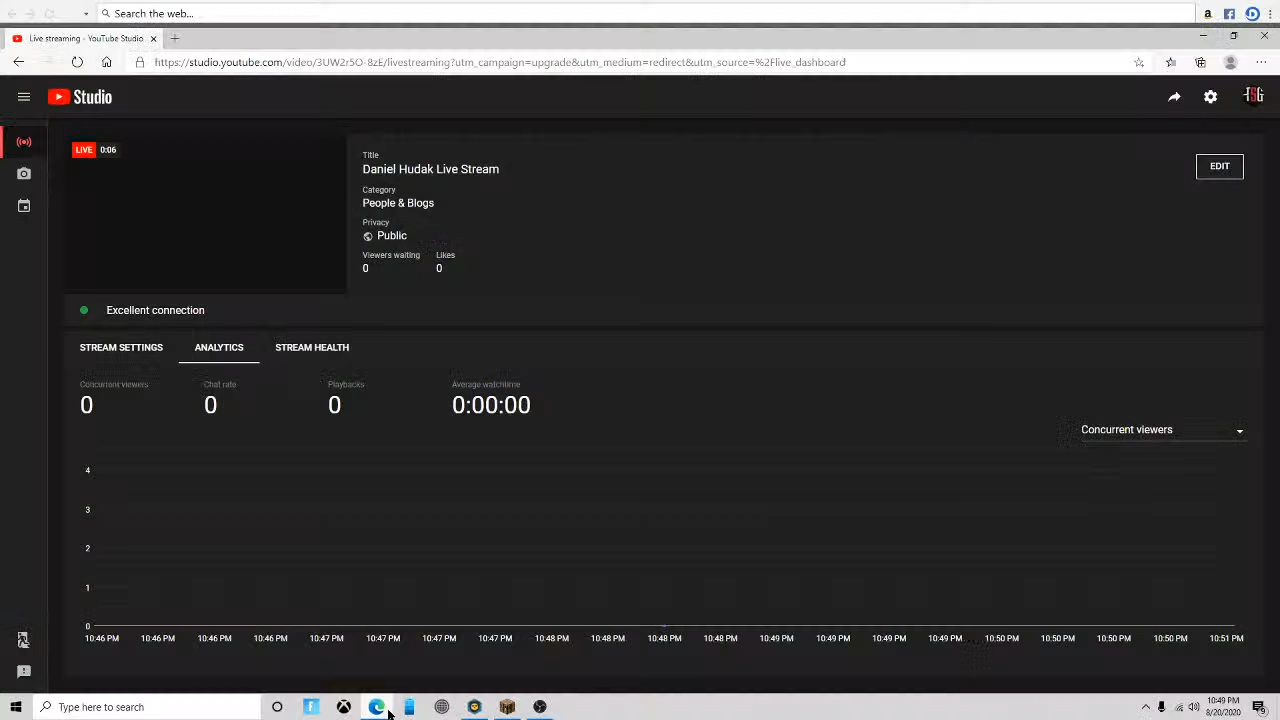 Search the web...
Live streaming - YouTube Studio
https://studio.youtube.com/video/3UW2r5O-8zE/livestreaming?utm_campaign=upgrade&utm_medium=redirect&utm_source=%2Flive_dashboard
Studio
TSG
LIVE 0:06
Title
Daniel Hudak Live Stream
EDIT
Category
People & Blogs
Privacy
Public
Viewers waiting Likes
0 0
Excellent connection
STREAM SETTINGS ANALYTICS STREAM HEALTH
Concurrent viewers Chat rate Playbacks Average watchtime
0 0 0 0:00:00
Concurrent viewers
4
3
2
1
0
10:46 PM 10:46 PM 10:46 PM 10:46 PM 10:47 PM 10:47 PM 10:47 PM 10:47 PM 10:48 PM 10:48 PM 10:48 PM 10:48 PM 10:49 PM 10:49 PM 10:49 PM 10:49 PM 10:50 PM 10:50 PM 10:50 PM 10:50 PM 10:51 PM
Type here to search
10:49 PM
8/20/2020